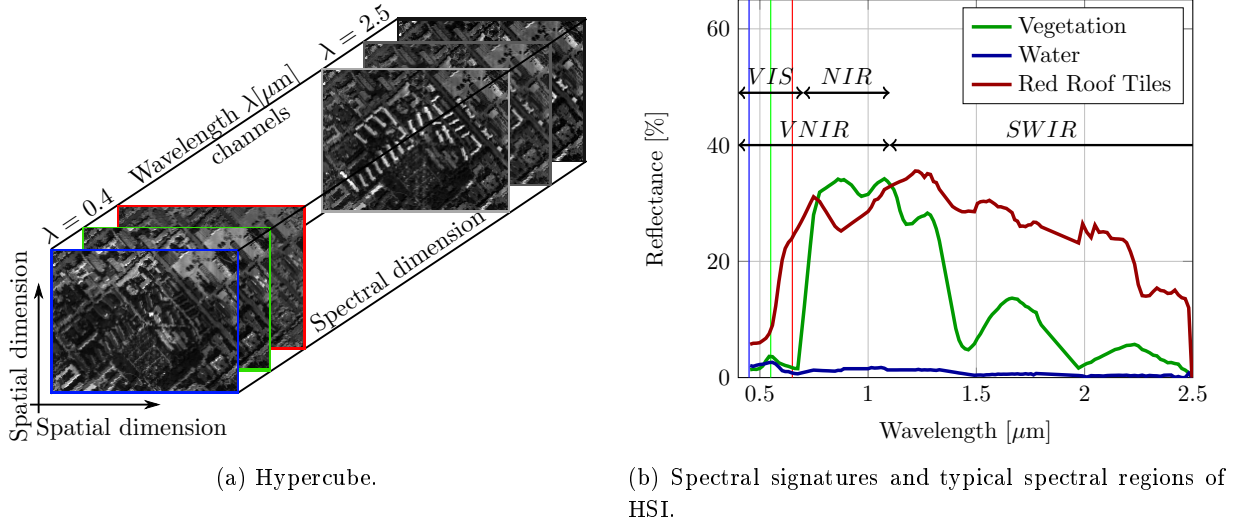 λ = 0.4
Wavelength λ[μm]
channels
λ = 2.5
Spectral dimension
Spatial dimension
Spatial dimension
(a) Hypercube.
Vegetation
Water
Red Roof Tiles
VIS
NIR
VNIR
SWIR
Reflectance [%]
60
40
20
0
0.5
1
1.5
2
2.5
Wavelength [μm]
(b) Spectral signatures and typical spectral regions of
HSI.